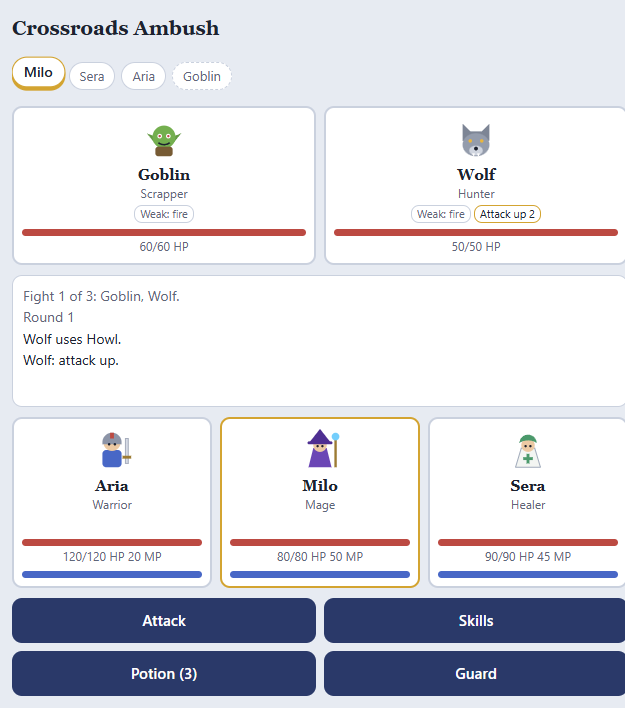 Crossroads Ambush
Milo
Sera
Aria
Goblin
Goblin
Scrapper
Weak: fire
60/60 HP
Wolf
Hunter
Weak: fire
Attack up 2
50/50 HP
Fight 1 of 3: Goblin, Wolf.
Round 1
Wolf uses Howl.
Wolf: attack up.
Aria
Warrior
120/120 HP 20 MP
Milo
Mage
80/80 HP 50 MP
Sera
Healer
90/90 HP 45 MP
Attack
Skills
Potion (3)
Guard